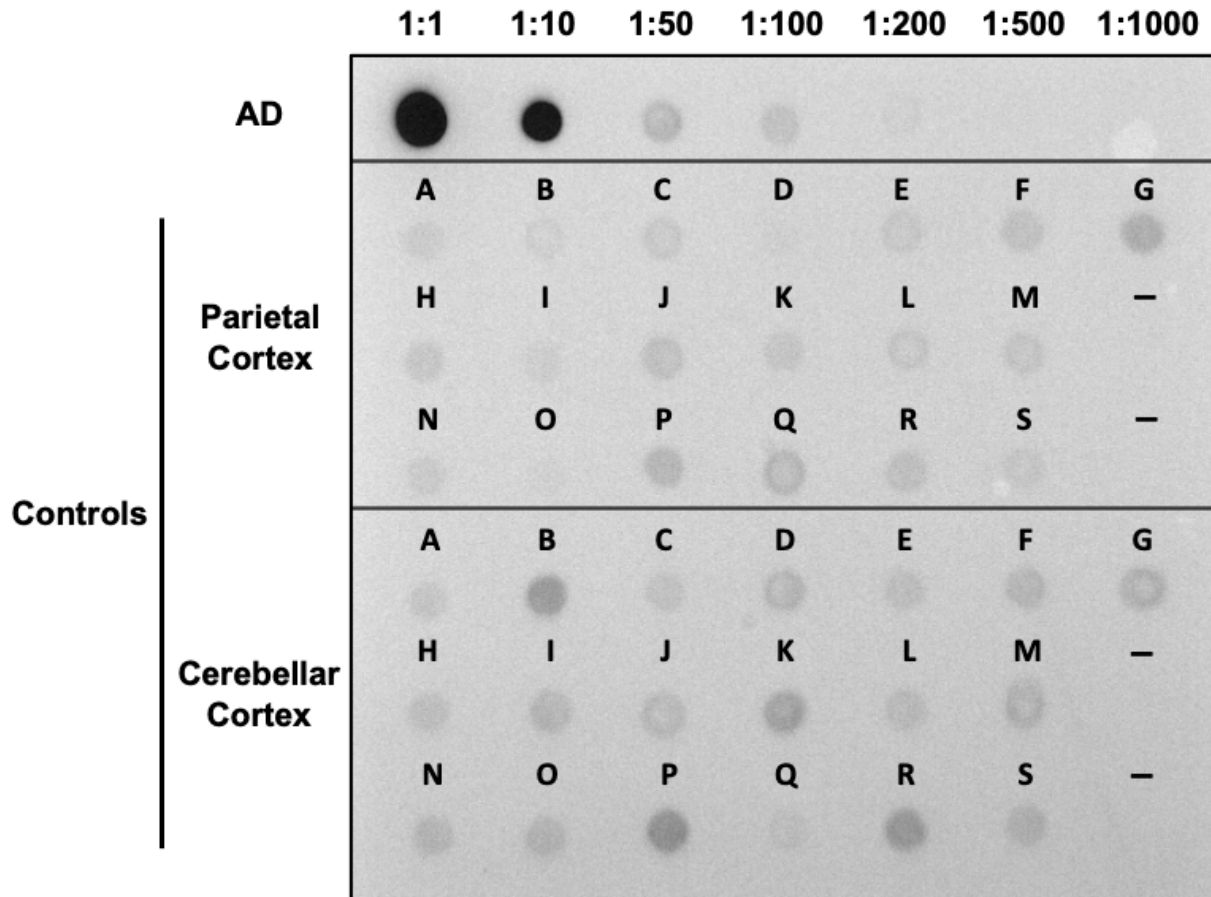 1:1 1:10 1:50 1:100 1:200 1:500 1:1000
AD
A B C D E F G
H I J K L M –
Parietal
Cortex
N O P Q R S –
Controls
A B C D E F G
H I J K L M –
Cerebellar
Cortex
N O P Q R S –